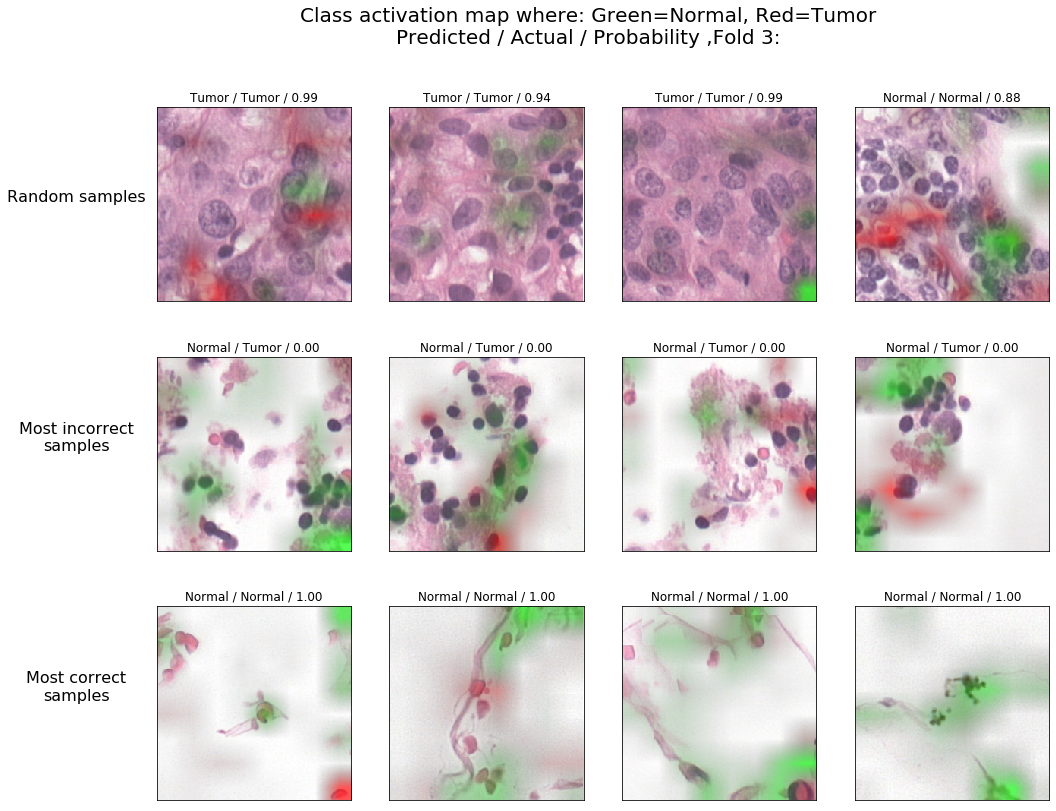 Class activation map where: Green=Normal, Red=Tumor
Predicted / Actual / Probability ,Fold 3:
Random samples
Tumor / Tumor / 0.99
Tumor / Tumor / 0.94
Tumor / Tumor / 0.99
Normal / Normal / 0.88
Most incorrect
samples
Normal / Tumor / 0.00
Normal / Tumor / 0.00
Normal / Tumor / 0.00
Normal / Tumor / 0.00
Most correct
samples
Normal / Normal / 1.00
Normal / Normal / 1.00
Normal / Normal / 1.00
Normal / Normal / 1.00